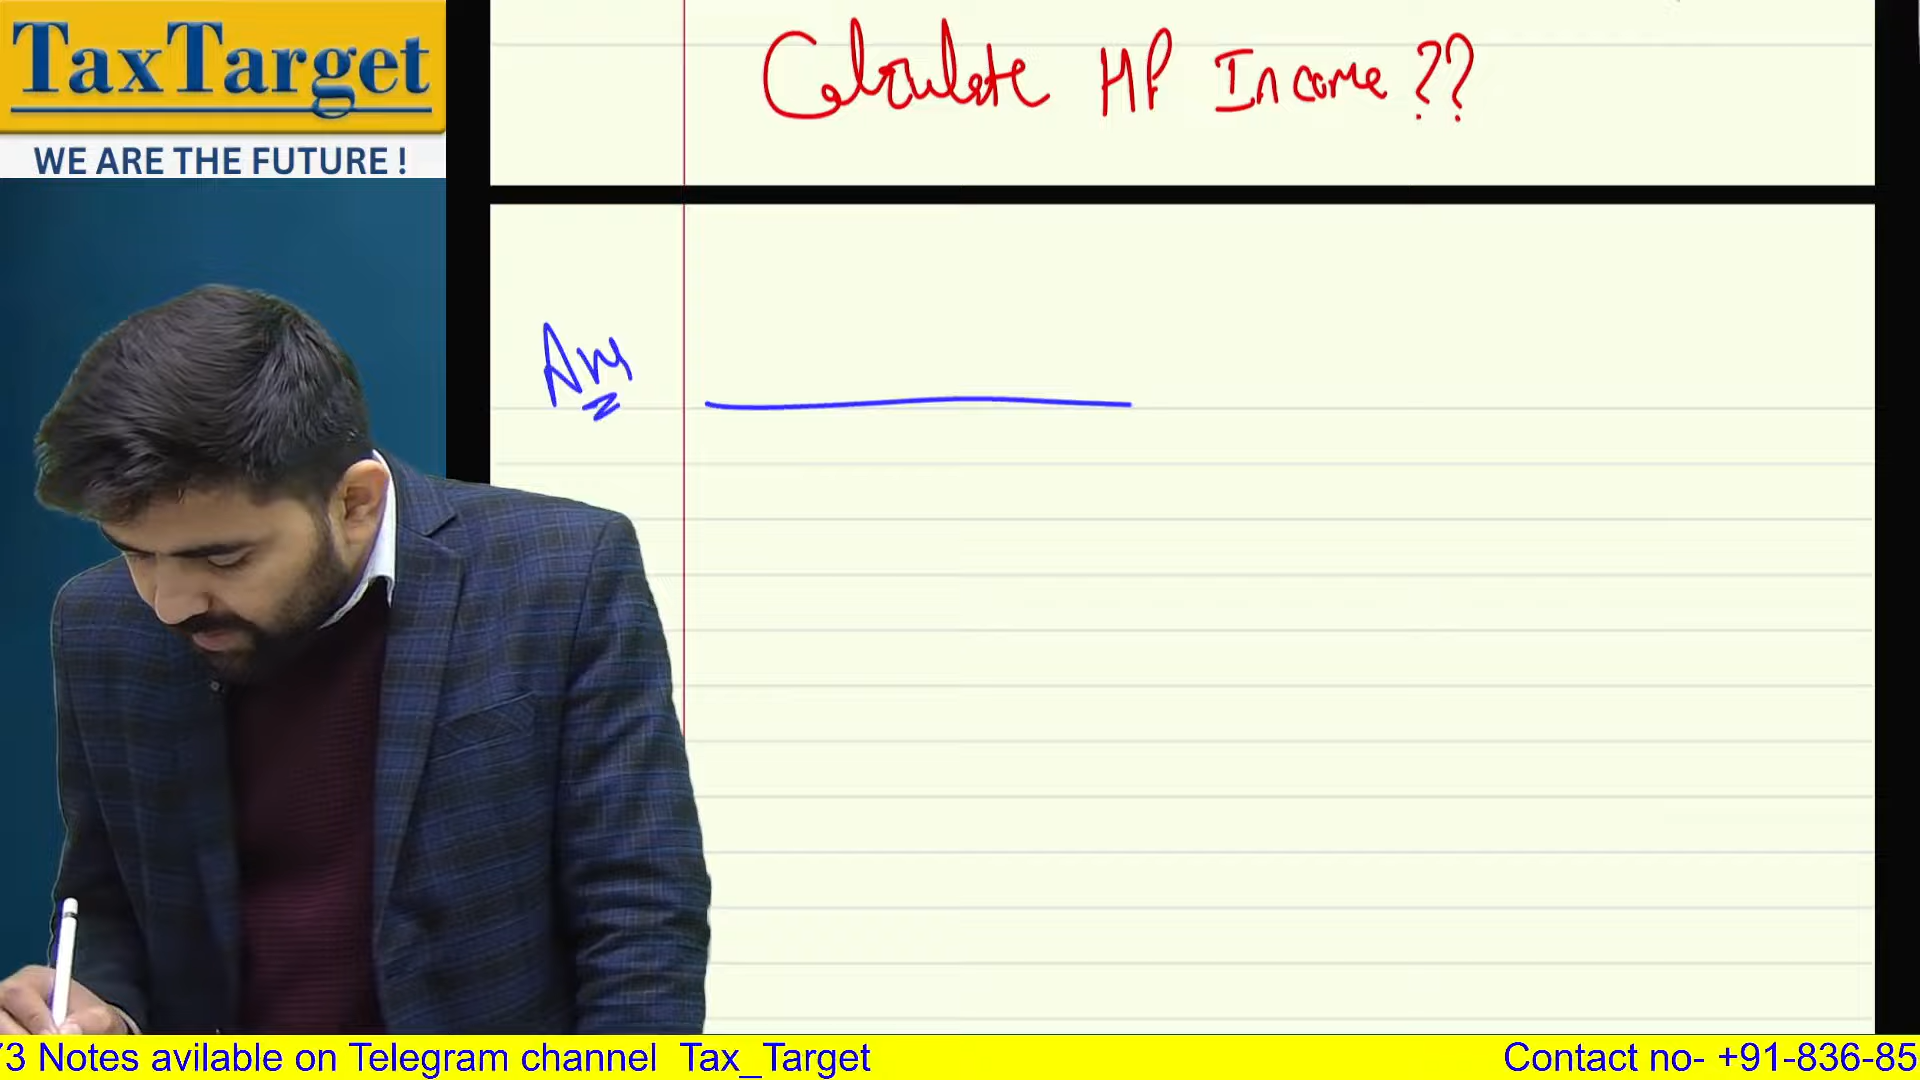 TaxTarget
WE ARE THE FUTURE !
Calculate HP Income ??
Ans
73 Notes avilable on Telegram channel Tax_Target
Contact no- +91-836-85